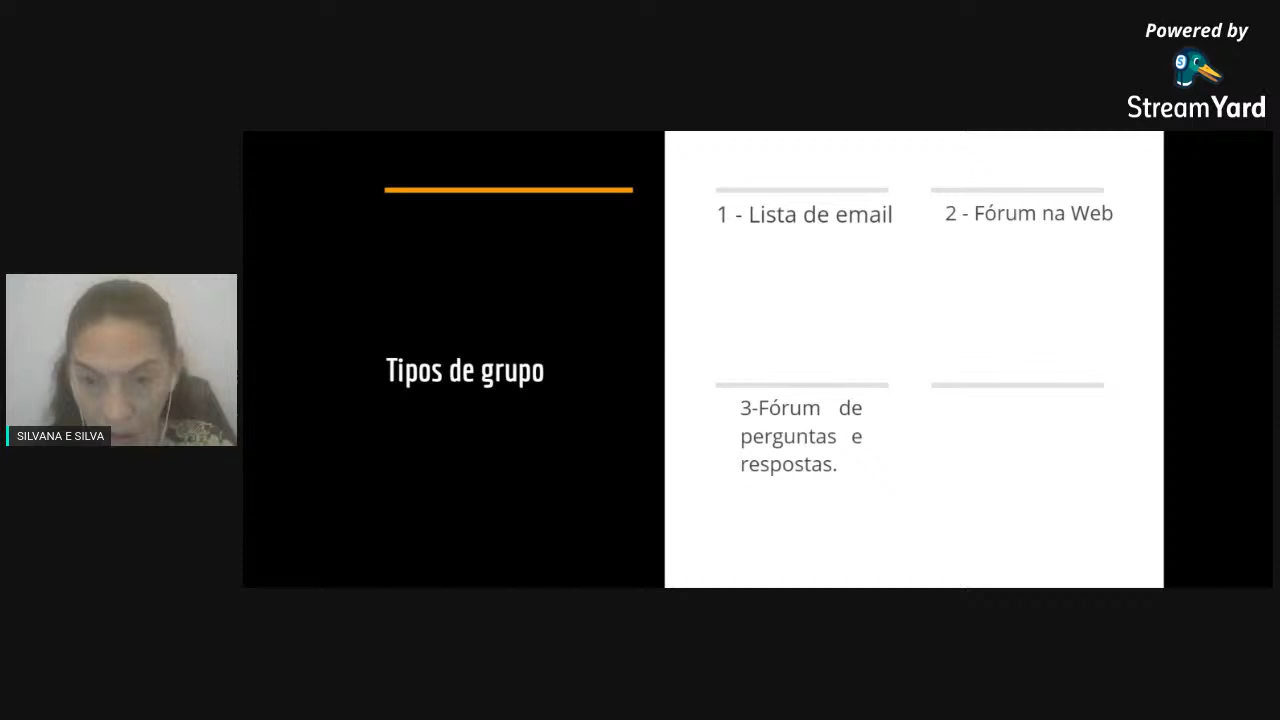 Powered by
StreamYard
1 - Lista de email
2 - Fórum na Web
Tipos de grupo
3-Fórum de
perguntas e
respostas.
SILVANA E SILVA